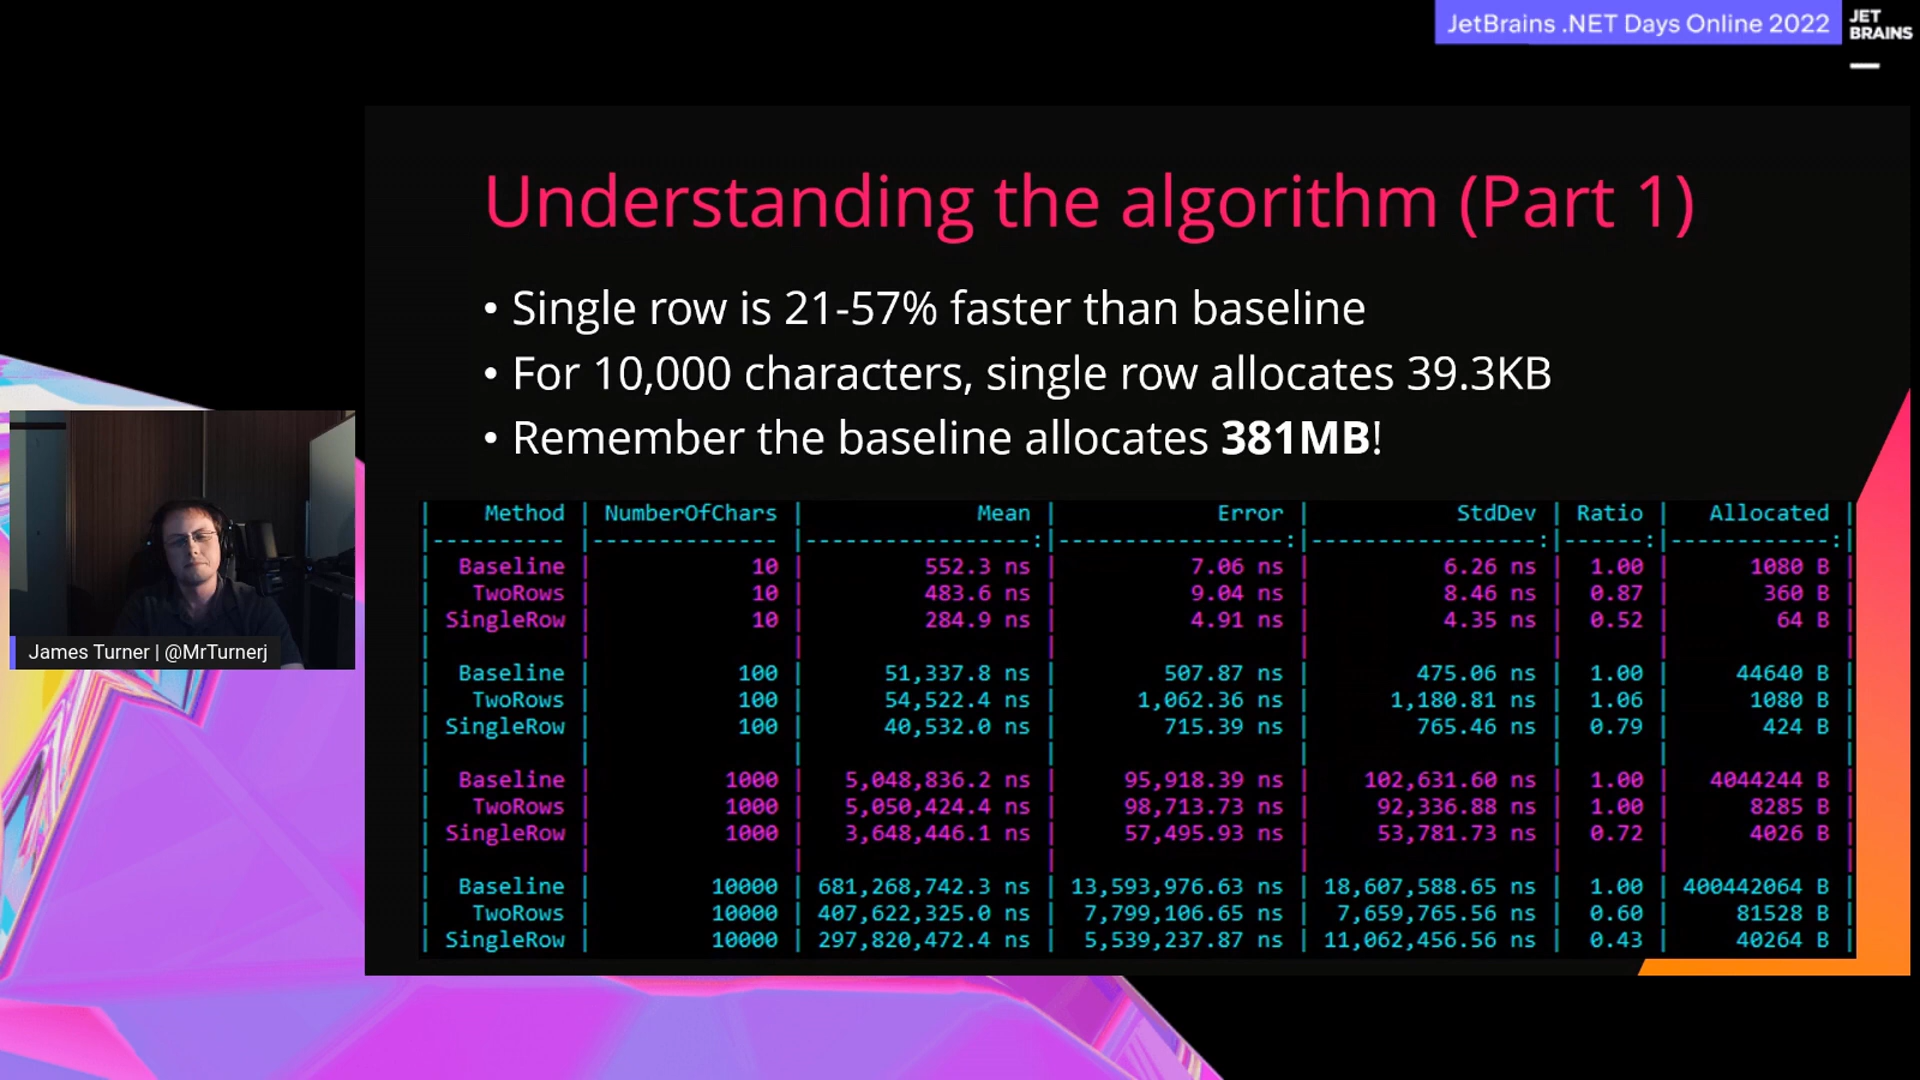 JetBrains .NET Days Online 2022
JET
BRAINS
Understanding the algorithm (Part 1)
• Single row is 21-57% faster than baseline
• For 10,000 characters, single row allocates 39.3KB
• Remember the baseline allocates 381MB!
| Method | NumberOfChars | Mean | Error | StdDev | Ratio | Allocated |
|---------- |-------------- |-----------------:|-----------------:|-----------------:|------:|------------:|
| Baseline | 10 | 552.3 ns | 7.06 ns | 6.26 ns | 1.00 | 1080 B |
| TwoRows | 10 | 483.6 ns | 9.04 ns | 8.46 ns | 0.87 | 360 B |
| SingleRow | 10 | 284.9 ns | 4.91 ns | 4.35 ns | 0.52 | 64 B |
| | | | | | | |
| Baseline | 100 | 51,337.8 ns | 507.87 ns | 475.06 ns | 1.00 | 44640 B |
| TwoRows | 100 | 54,522.4 ns | 1,062.36 ns | 1,180.81 ns | 1.06 | 1080 B |
| SingleRow | 100 | 40,532.0 ns | 715.39 ns | 765.46 ns | 0.79 | 424 B |
| | | | | | | |
| Baseline | 1000 | 5,048,836.2 ns | 95,918.39 ns | 102,631.60 ns | 1.00 | 4044244 B |
| TwoRows | 1000 | 5,050,424.4 ns | 98,713.73 ns | 92,336.88 ns | 1.00 | 8285 B |
| SingleRow | 1000 | 3,648,446.1 ns | 57,495.93 ns | 53,781.73 ns | 0.72 | 4026 B |
| | | | | | | |
| Baseline | 10000 | 681,268,742.3 ns | 13,593,976.63 ns | 18,607,588.65 ns | 1.00 | 400442064 B |
| TwoRows | 10000 | 407,622,325.0 ns | 7,799,106.65 ns | 7,659,765.56 ns | 0.60 | 81528 B |
| SingleRow | 10000 | 297,820,472.4 ns | 5,539,237.87 ns | 11,062,456.56 ns | 0.43 | 40264 B |
James Turner | @MrTurnerj